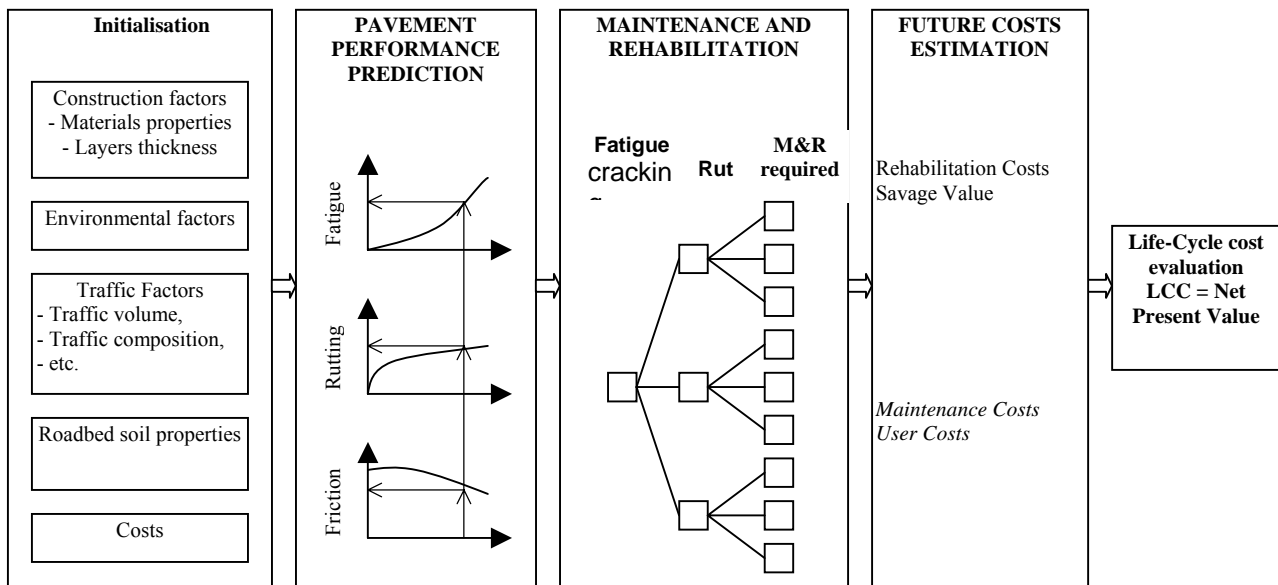 Initialisation
Construction factors
- Materials properties
- Layers thickness
Environmental factors
Traffic Factors
- Traffic volume,
- Traffic composition,
- etc.
Roadbed soil properties
Costs
PAVEMENT
PERFORMANCE
PREDICTION
Fatigue
Rutting
Friction
MAINTENANCE AND
REHABILITATION
Fatigue
crackin
Rut
M&R
required
FUTURE COSTS
ESTIMATION
Rehabilitation Costs
Savage Value
Maintenance Costs
User Costs
Life-Cycle cost
evaluation
LCC = Net
Present Value